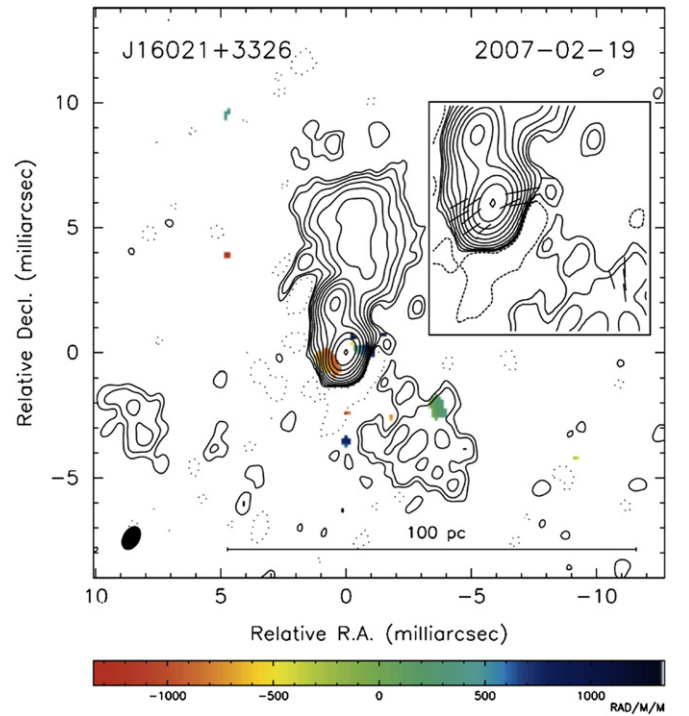 J16021+3326 2007-02-19
10
5
0
-5
Relative Decl. (milliarcsec)
100 pc
10 5 0 -5 -10
Relative R.A. (milliarcsec)
-1000 -500 0 500 1000
RAD/M/M